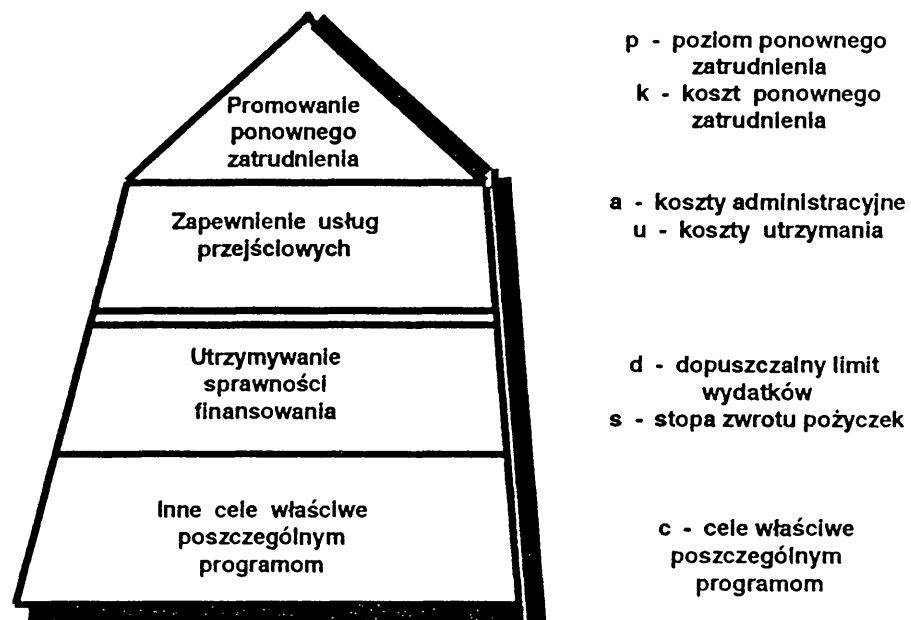 Promowanie
ponownego
zatrudnienia
p - poziom ponownego
zatrudnienia
k - koszt ponownego
zatrudnienia
Zapewnienie usług
przejściowych
a - koszty administracyjne
u - koszty utrzymania
Utrzymywanie
sprawności
finansowania
d - dopuszczalny limit
wydatków
s - stopa zwrotu pożyczek
Inne cele właściwe
poszczególnym
programom
c - cele właściwe
poszczególnym
programom